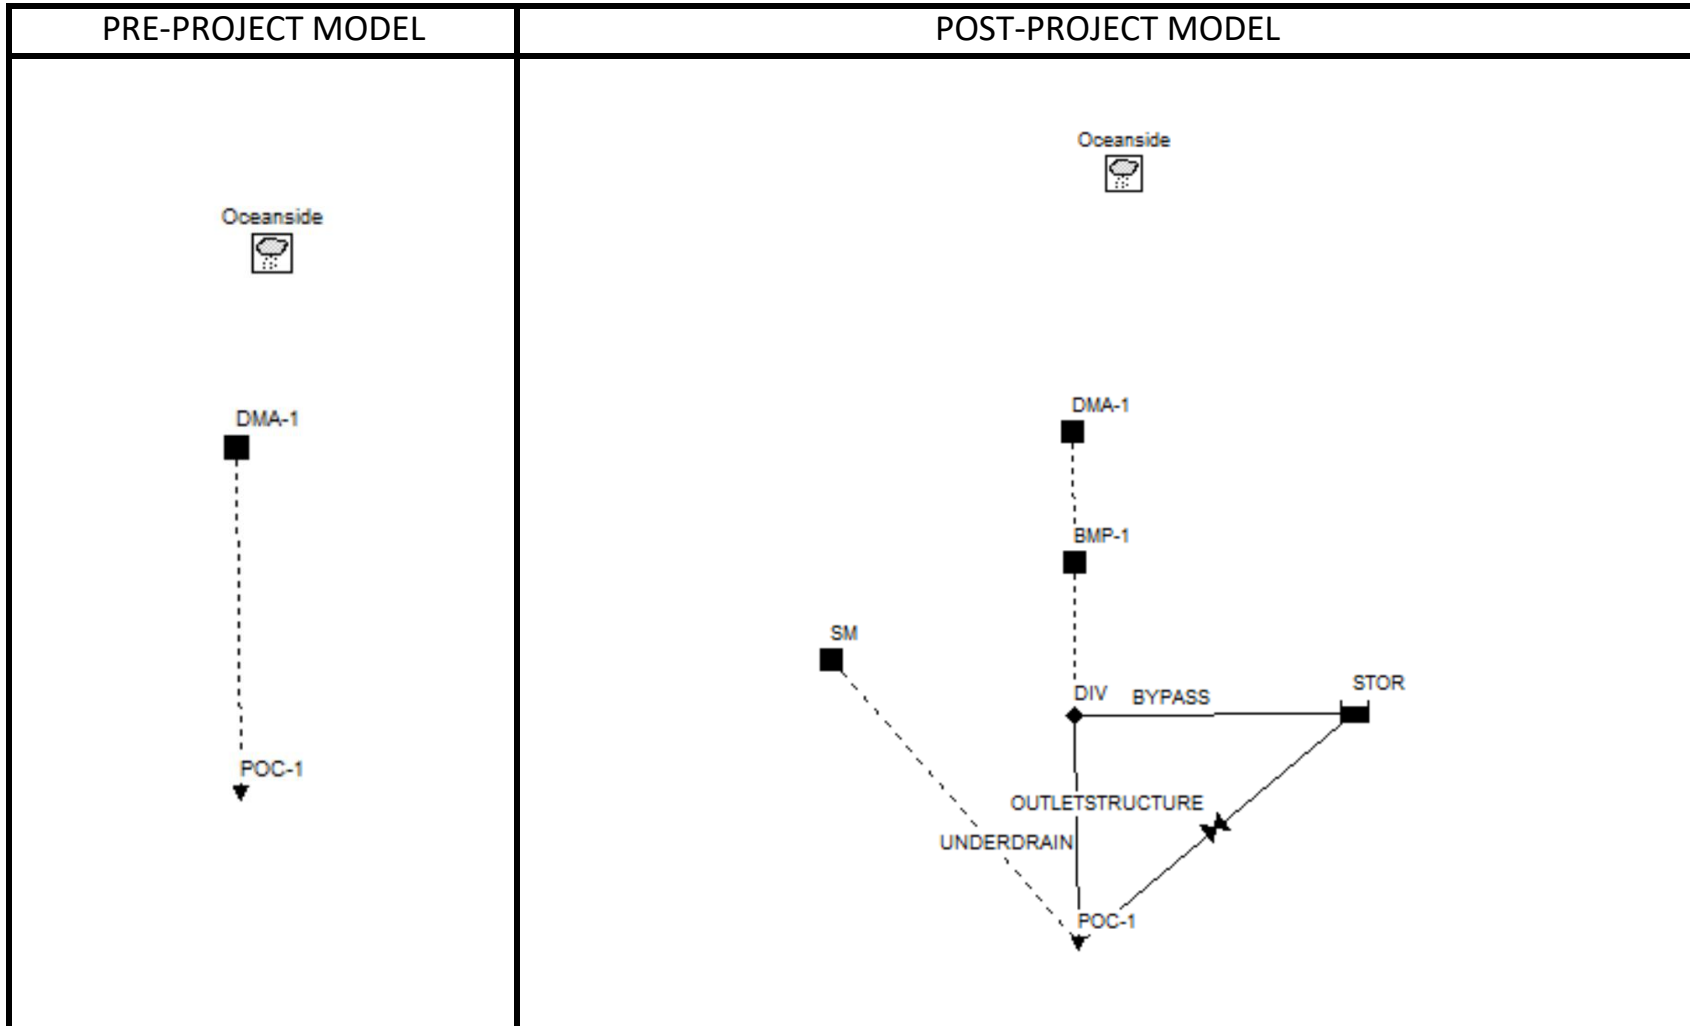 PRE-PROJECT MODEL
POST-PROJECT MODEL
Oceanside
DMA-1
POC-1
Oceanside
DMA-1
BMP-1
SM
DIV
BYPASS
STOR
OUTLETSTRUCTURE
UNDERDRAIN
POC-1